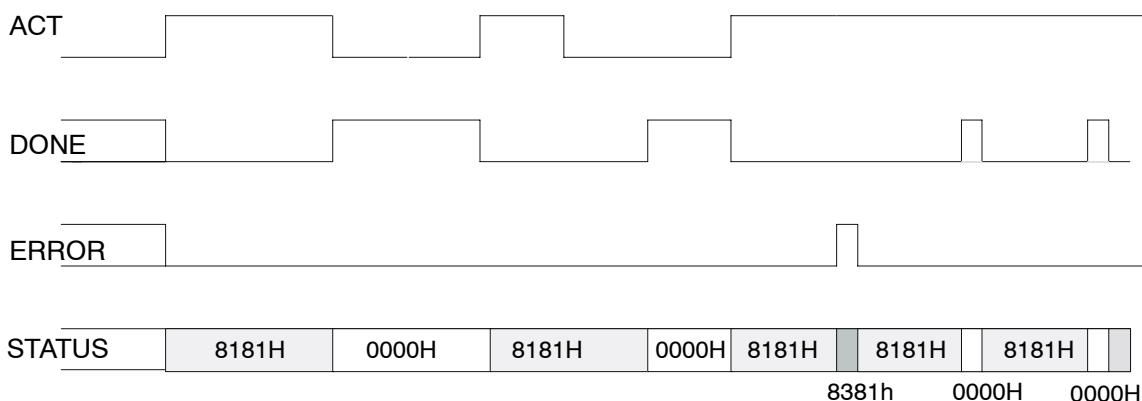 ACT
DONE
ERROR
STATUS 8181H 0000H 8181H 0000H 8181H 8181H 8181H
8381h 0000H 0000H